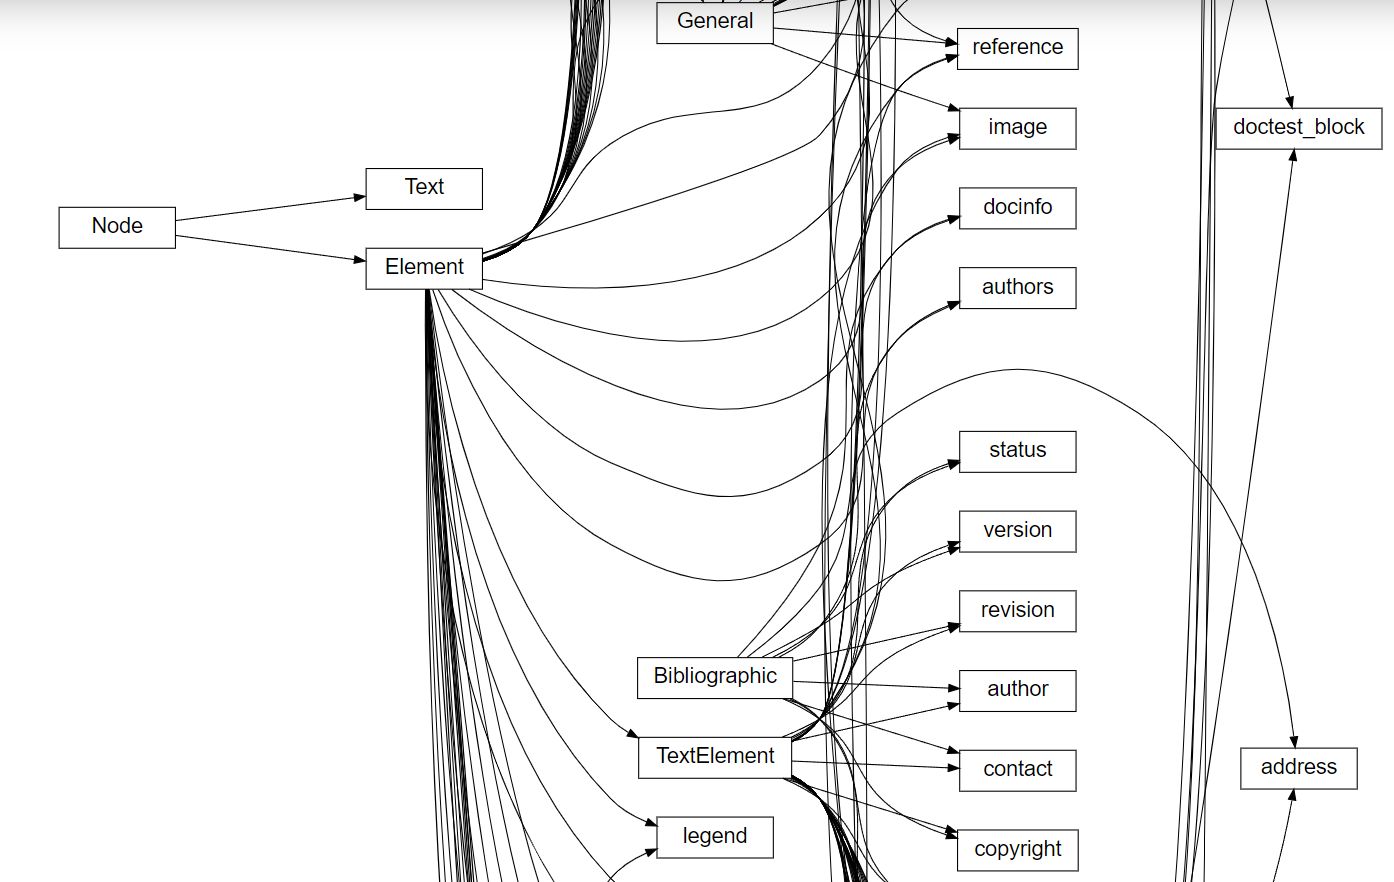 General
reference
image
doctest_block
Text
Node
docinfo
Element
authors
status
version
revision
Bibliographic
author
TextElement
contact
address
legend
copyright